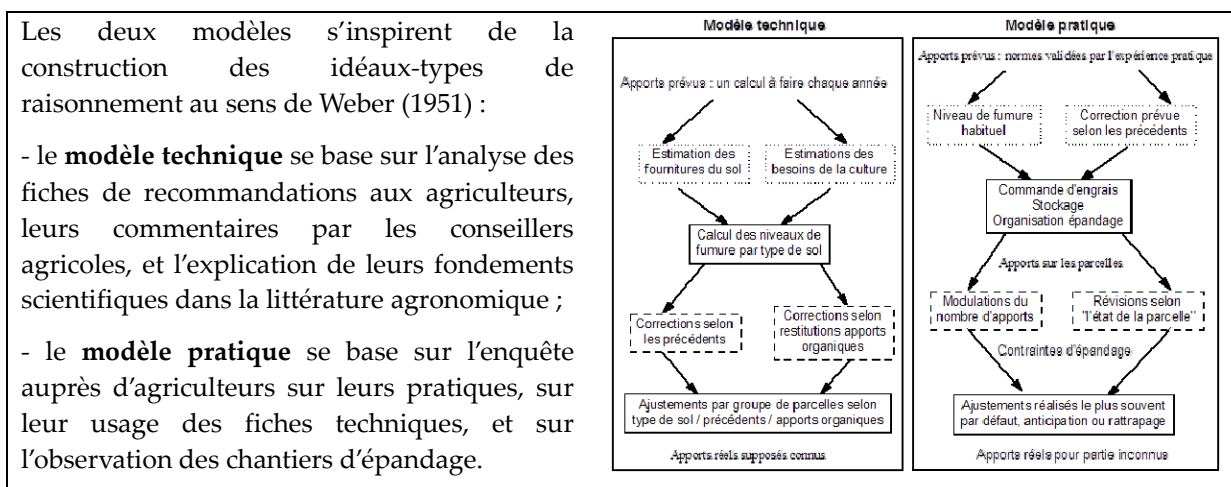 Les deux modèles s’inspirent de la
construction des idéaux-types de
raisonnement au sens de Weber (1951) :
- le modèle technique se base sur l’analyse des
fiches de recommandations aux agriculteurs,
leurs commentaires par les conseillers
agricoles, et l’explication de leurs fondements
scientifiques dans la littérature agronomique ;
- le modèle pratique se base sur l’enquête
auprès d’agriculteurs sur leurs pratiques, sur
leur usage des fiches techniques, et sur
l’observation des chantiers d’épandage.
Modèle technique
Apports prévus : un calcul à faire chaque année
Estimation des
fournitures du sol
Estimations des
besoins de la culture
Calcul des niveaux de
fumure par type de sol
Corrections selon
les précédents
Corrections selon
restitutions apports
organiques
Ajustements par groupe de parcelles selon
type de sol / précédents / apports organiques
Apports réels supposés connus
Modèle pratique
Apports prévus : normes validées par l'expérience pratique
Niveau de fumure
habituel
Correction prévue
selon les précédents
Commande d'engrais
Stockage
Organisation épandage
Apports sur les parcelles
Modulations du
nombre d'apports
Révisions selon
"l'état de la parcelle"
Contraintes d'épandage
Ajustements réalisés le plus souvent
par défaut, anticipation ou rattrapage
Apports réels pour partie inconnus